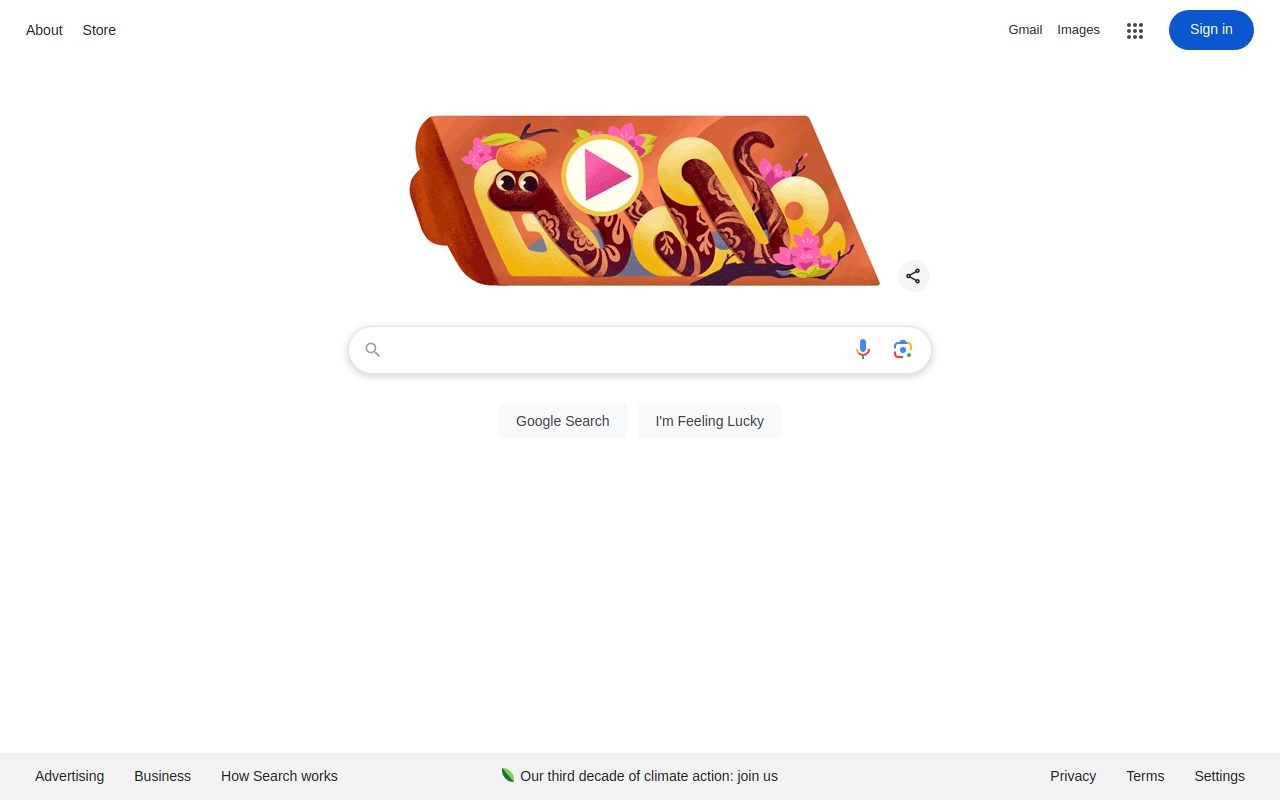 About Store Gmail Images Sign in
Google Search I'm Feeling Lucky
Advertising Business How Search works Our third decade of climate action: join us Privacy Terms Settings